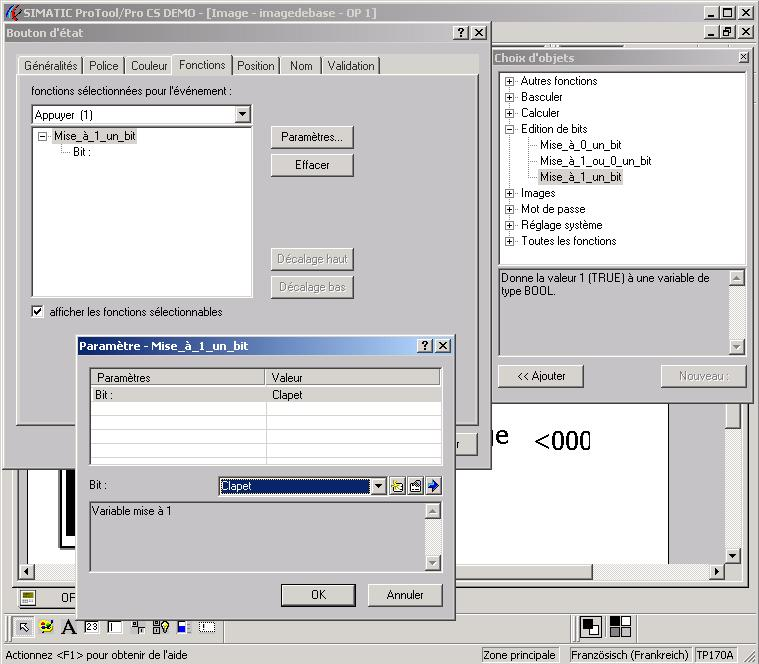 SIMATIC ProTool/Pro CS DEMO - [Image - imagedebase - OP 1]
Bouton d'état
Généralités Police Couleur Fonctions Position Nom Validation
fonctions sélectionnées pour l'événement :
Appuyer (1)
Mise_à_1_un_bit
Bit :
Paramètres...
Effacer
Décalage haut
Décalage bas
afficher les fonctions sélectionnables
Choix d'objets
Autres fonctions
Basculer
Calculer
Edition de bits
Mise_à_0_un_bit
Mise_à_1_ou_0_un_bit
Mise_à_1_un_bit
Images
Mot de passe
Réglage système
Toutes les fonctions
Donne la valeur 1 (TRUE) à une variable de
type BOOL.
<< Ajouter
Nouveau :
Paramètre - Mise_à_1_un_bit
Paramètres Valeur
Bit : Clapet
Bit : Clapet
Variable mise à 1
OK Annuler
<000
OF
A 23
Actionnez <F1> pour obtenir de l'aide
Zone principale Französisch (Frankreich) TP170A